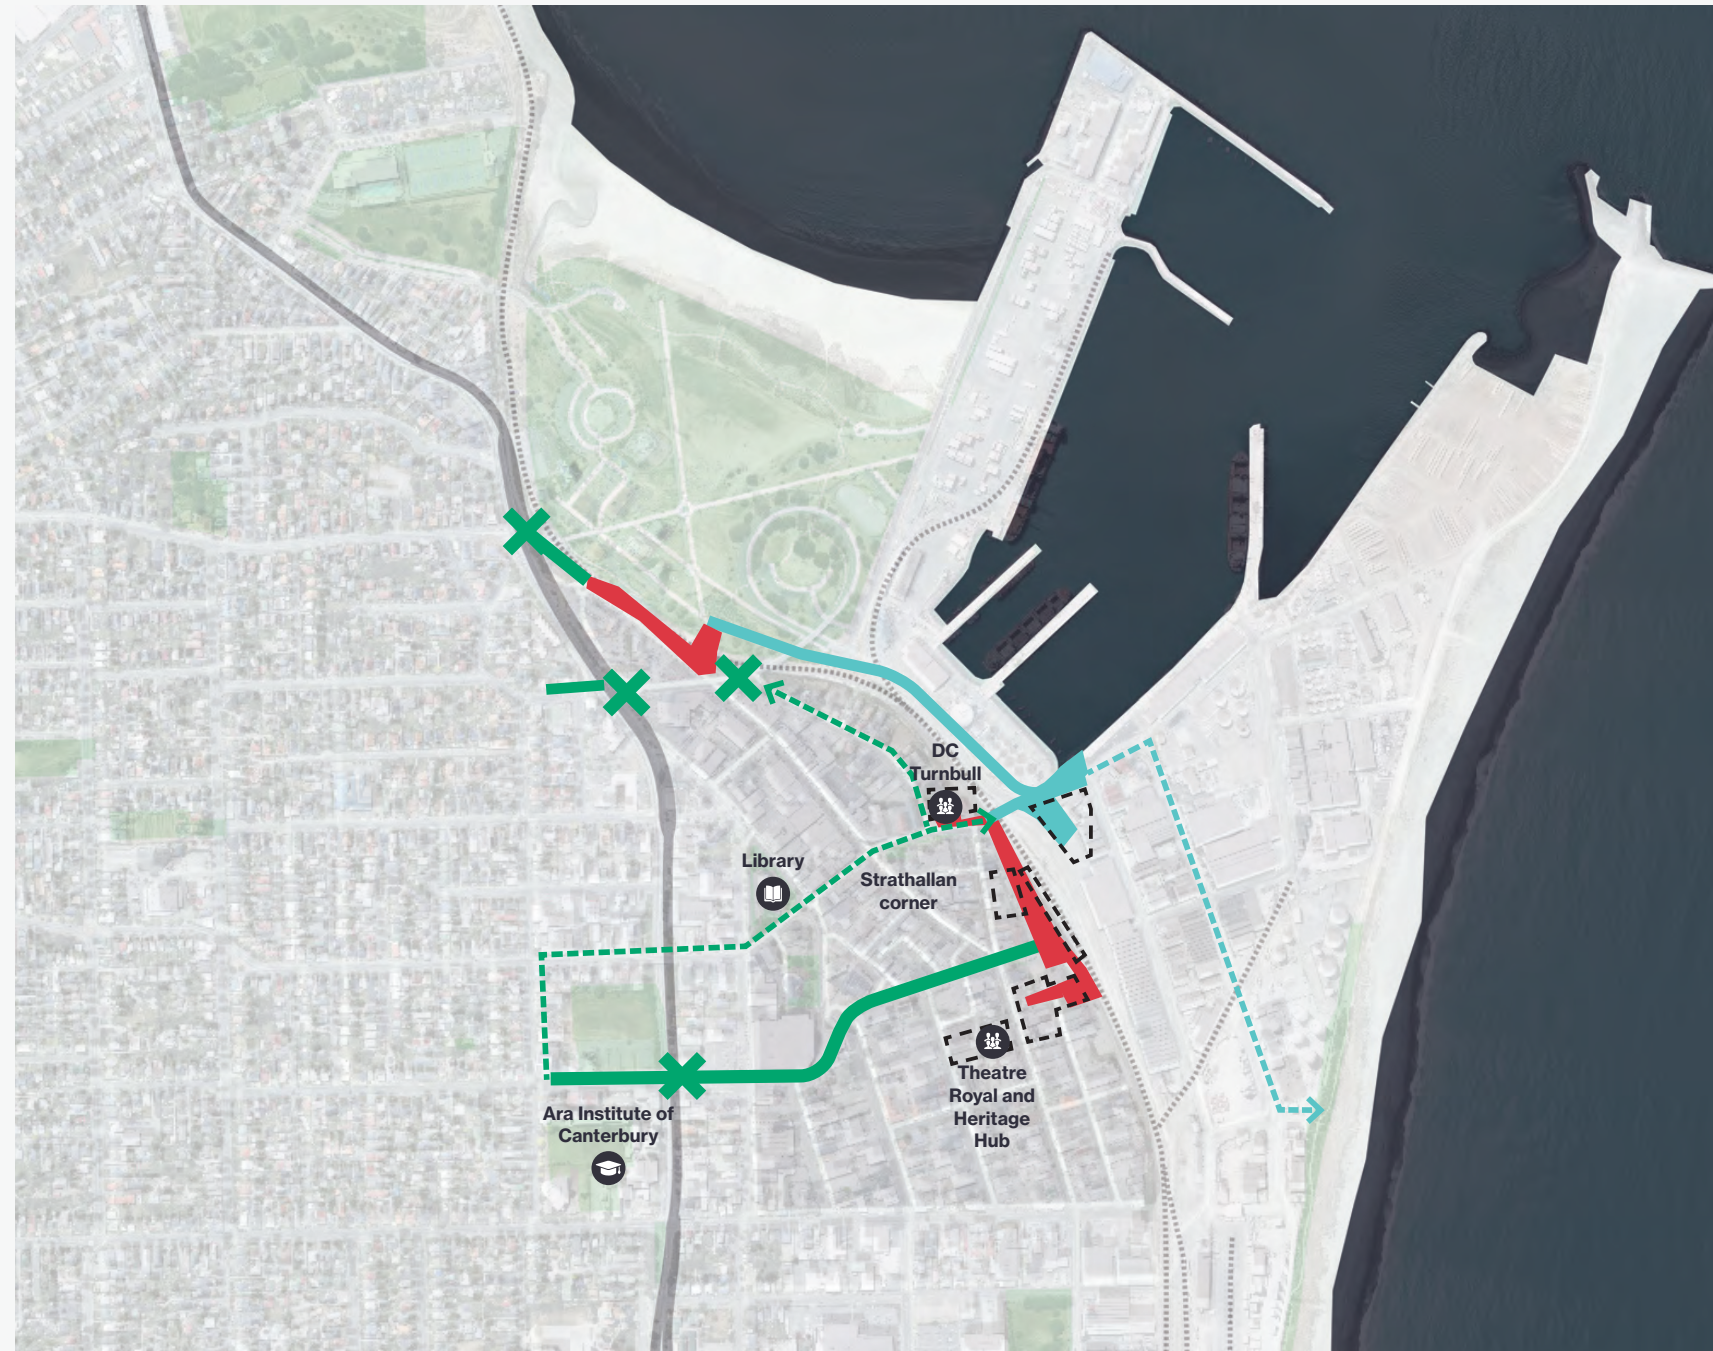 DC
Turnbull
Library
Strathallan
corner
Theatre
Royal and
Heritage
Hub
Ara Institute of
Canterbury